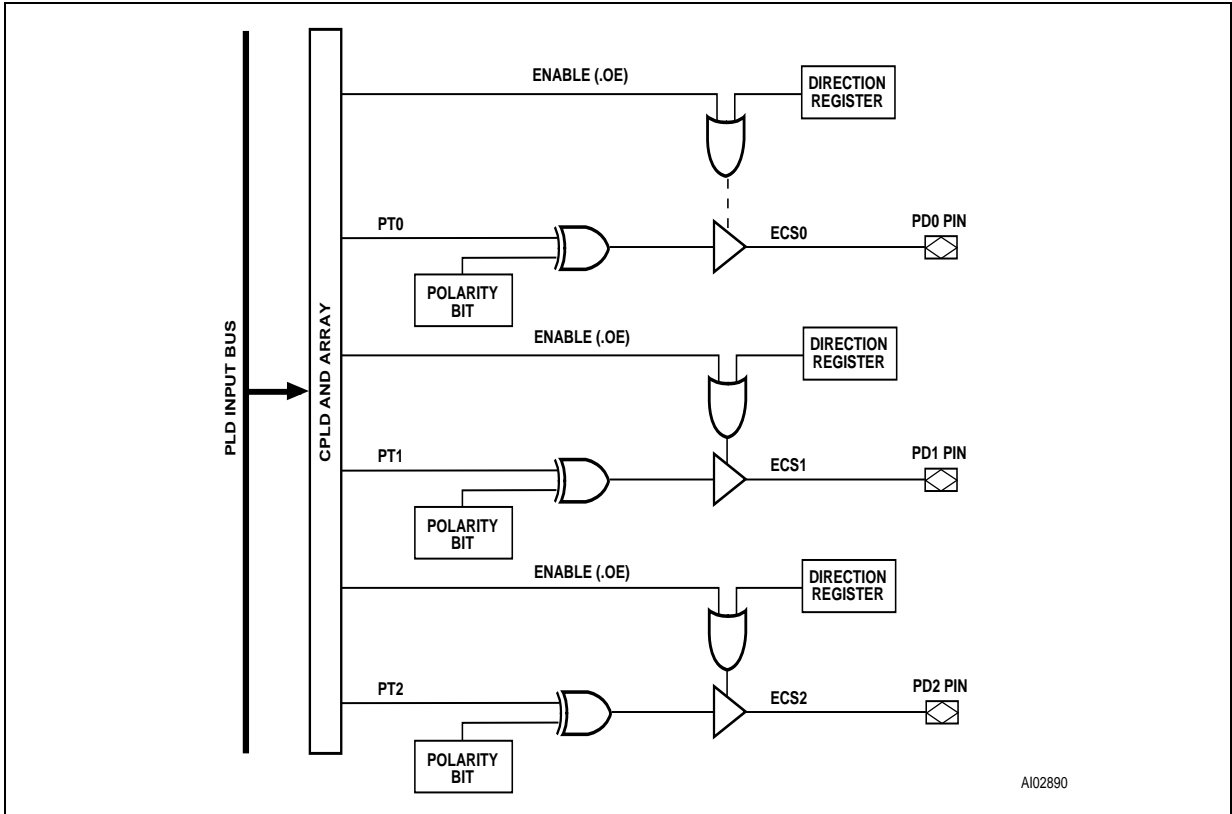 ENABLE (.OE)
DIRECTION
REGISTER
PT0
ECS0
PD0 PIN
POLARITY
BIT
ENABLE (.OE)
DIRECTION
REGISTER
PLD INPUT BUS
CPLD AND ARRAY
PT1
ECS1
PD1 PIN
POLARITY
BIT
ENABLE (.OE)
DIRECTION
REGISTER
PT2
ECS2
PD2 PIN
POLARITY
BIT
AI02890